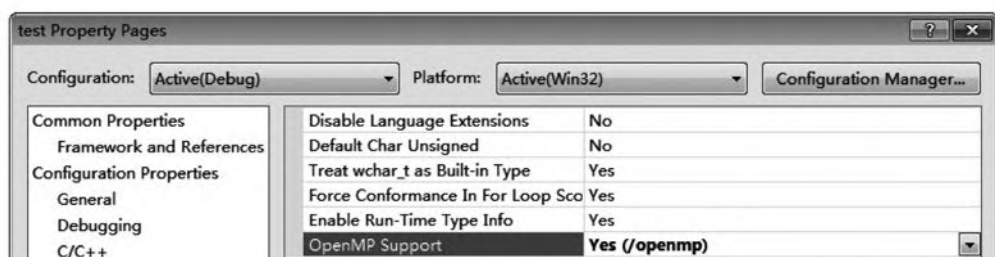 test Property Pages
Configuration: Active(Debug) Platform: Active(Win32) Configuration Manager...
Common Properties
Framework and References
Configuration Properties
General
Debugging
C/C++
Disable Language Extensions No
Default Char Unsigned No
Treat wchar_t as Built-in Type Yes
Force Conformance In For Loop Sco Yes
Enable Run-Time Type Info Yes
OpenMP Support Yes (/openmp)